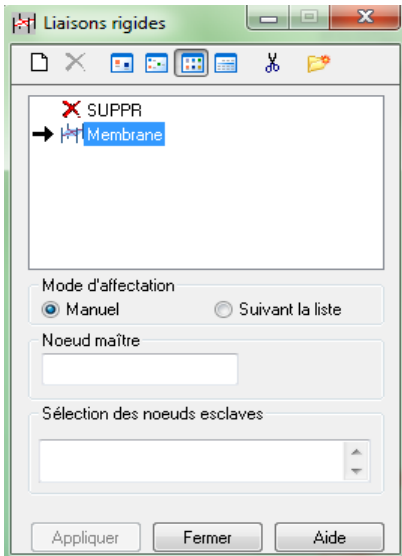 Liaisons rigides
SUPPR
Membrane
Mode d'affectation
Manuel Suivant la liste
Noeud maître
Sélection des noeuds esclaves
Appliquer Fermer Aide